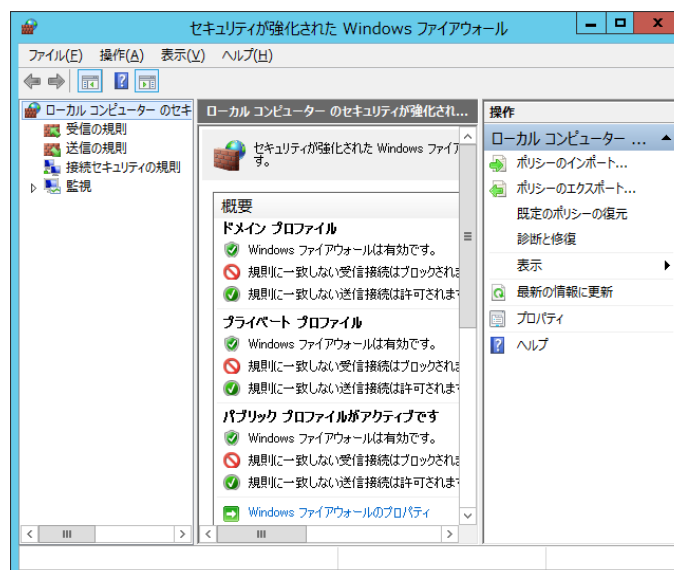 セキュリティが強化された Windows ファイアウォール
ファイル(F) 操作(A) 表示(V) ヘルプ(H)
ローカル コンピューター のセキ
受信の規則
送信の規則
接続セキュリティの規則
監視
ローカル コンピューター のセキュリティが強化され...
セキュリティが強化された Windows ファイア
す。
概要
ドメイン プロファイル
Windows ファイアウォールは有効です。
規則に一致しない受信接続はブロックされ
規則に一致しない送信接続は許可されま
プライベート プロファイル
Windows ファイアウォールは有効です。
規則に一致しない受信接続はブロックされ
規則に一致しない送信接続は許可されま
パブリック プロファイルがアクティブです
Windows ファイアウォールは有効です。
規則に一致しない受信接続はブロックされ
規則に一致しない送信接続は許可されま
Windows ファイアウォールのプロパティ
操作
ローカル コンピューター ...
ポリシーのインポート...
ポリシーのエクスポート...
既定のポリシーの復元
診断と修復
表示
最新の情報に更新
プロパティ
ヘルプ